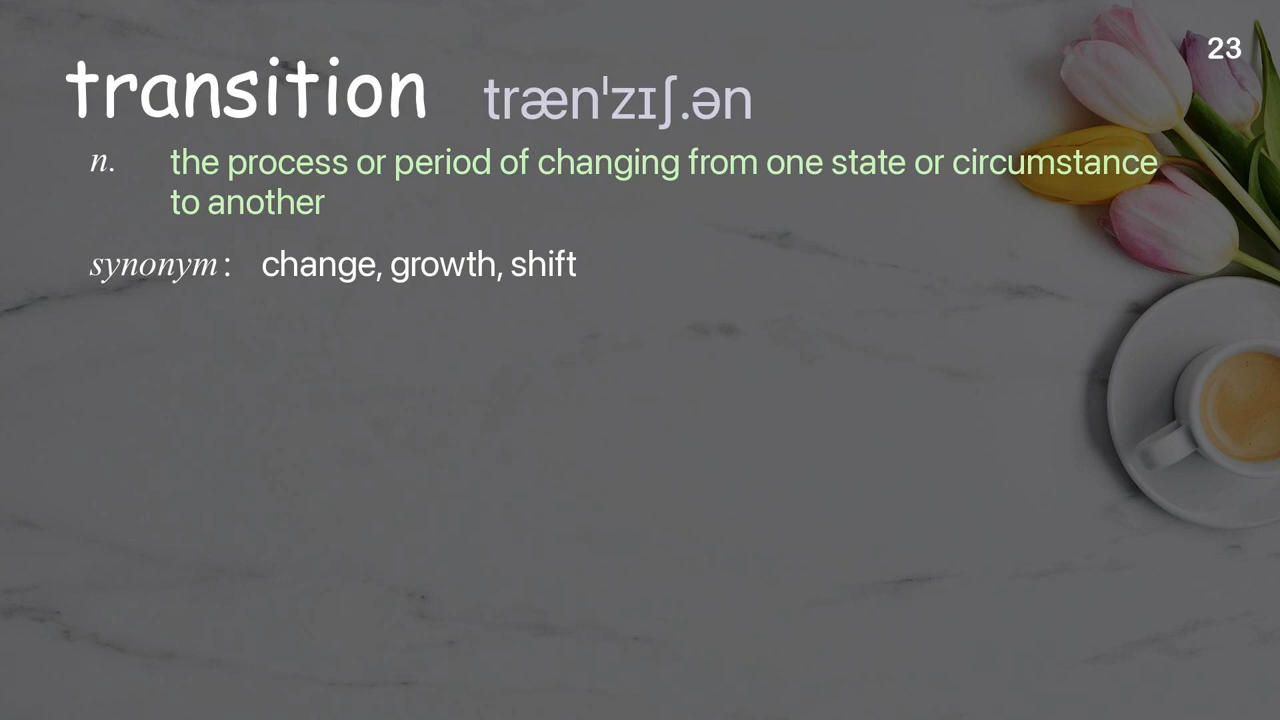 23
transition trænˈzɪʃ.ən
n. the process or period of changing from one state or circumstance
to another
synonym : change, growth, shift